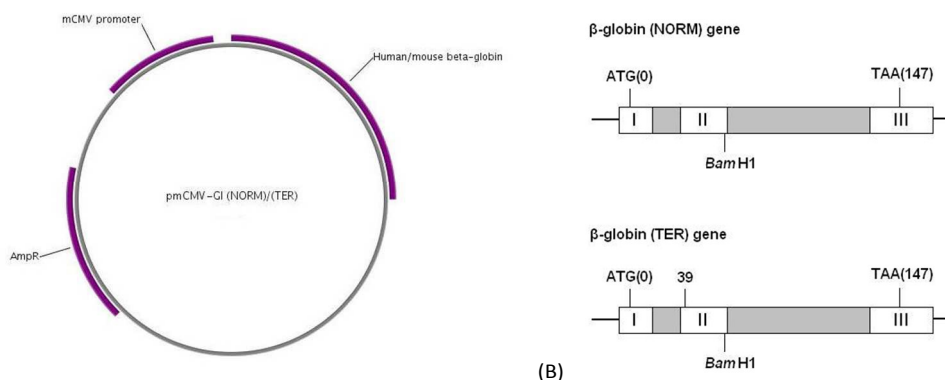 mCMV promoter
Human/mouse beta-globin
pmCMV-GI (NORM)/(TER)
AmpR
(B)
β-globin (NORM) gene
ATG(0) TAA(147)
I II III
BamH1
β-globin (TER) gene
ATG(0) 39 TAA(147)
I II III
BamH1